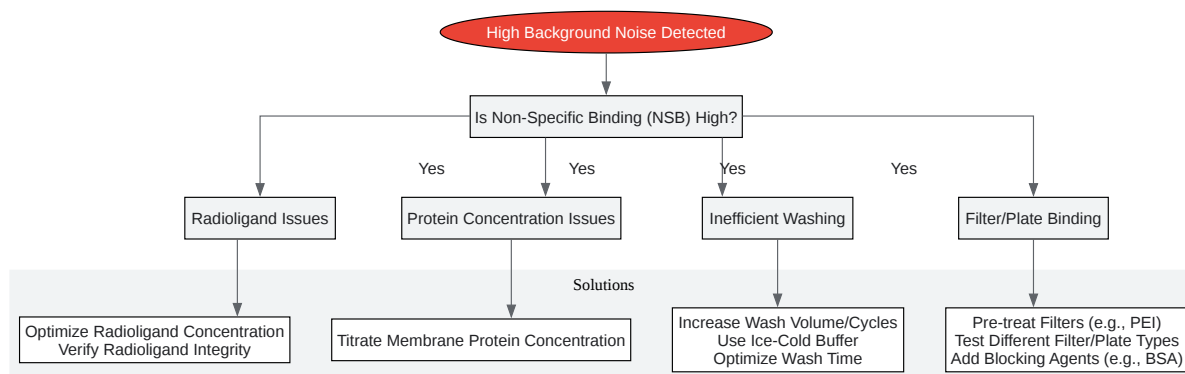 High Background Noise Detected
Is Non-Specific Binding (NSB) High?
Yes
Yes
Yes
Yes
Radioligand Issues
Protein Concentration Issues
Inefficient Washing
Filter/Plate Binding
Solutions
Optimize Radioligand Concentration
Verify Radioligand Integrity
Titrate Membrane Protein Concentration
Increase Wash Volume/Cycles
Use Ice-Cold Buffer
Optimize Wash Time
Pre-treat Filters (e.g., PEI)
Test Different Filter/Plate Types
Add Blocking Agents (e.g., BSA)